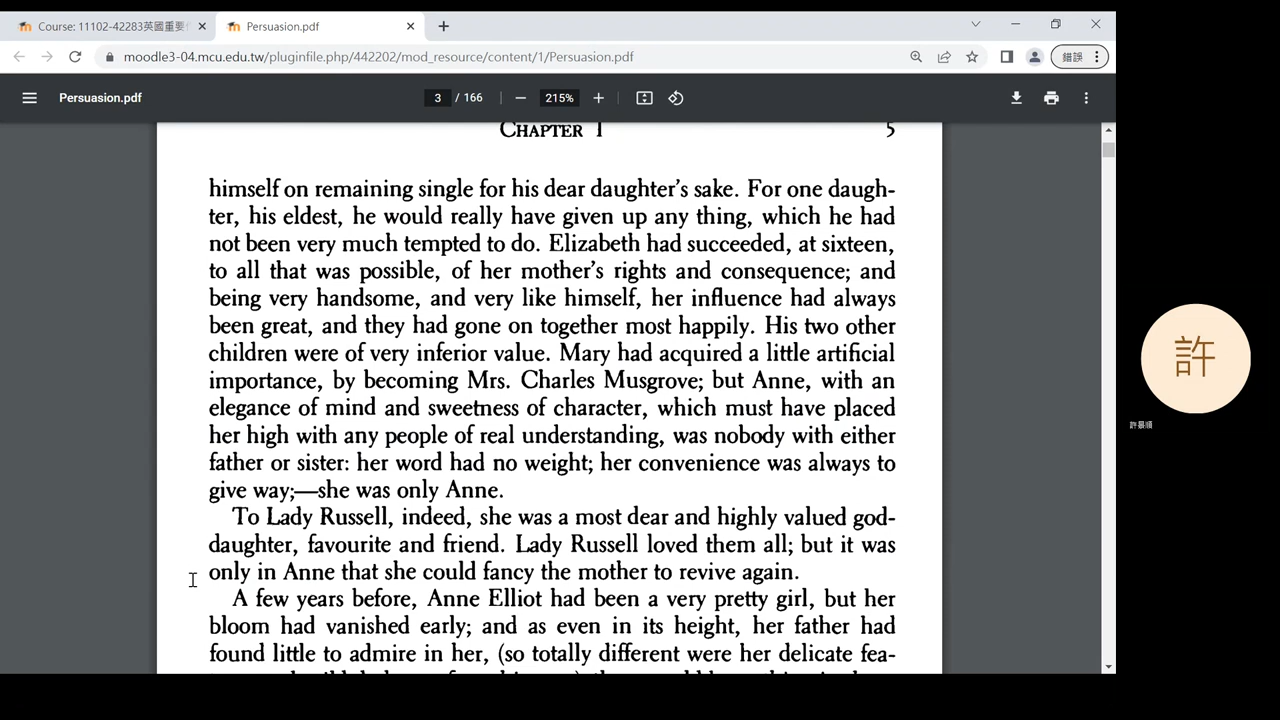 Course: 11102-42283英國重要
Persuasion.pdf
moodle3-04.mcu.edu.tw/pluginfile.php/442202/mod_resource/content/1/Persuasion.pdf
錯誤
Persuasion.pdf
3 / 166
215%
CHAPTER 1 5
himself on remaining single for his dear daughter's sake. For one daugh-
ter, his eldest, he would really have given up any thing, which he had
not been very much tempted to do. Elizabeth had succeeded, at sixteen,
to all that was possible, of her mother's rights and consequence; and
being very handsome, and very like himself, her influence had always
been great, and they had gone on together most happily. His two other
children were of very inferior value. Mary had acquired a little artificial
importance, by becoming Mrs. Charles Musgrove; but Anne, with an
elegance of mind and sweetness of character, which must have placed
her high with any people of real understanding, was nobody with either
father or sister: her word had no weight; her convenience was always to
give way;—she was only Anne.
To Lady Russell, indeed, she was a most dear and highly valued god-
daughter, favourite and friend. Lady Russell loved them all; but it was
only in Anne that she could fancy the mother to revive again.
A few years before, Anne Elliot had been a very pretty girl, but her
bloom had vanished early; and as even in its height, her father had
found little to admire in her, (so totally different were her delicate fea-
許
許景順